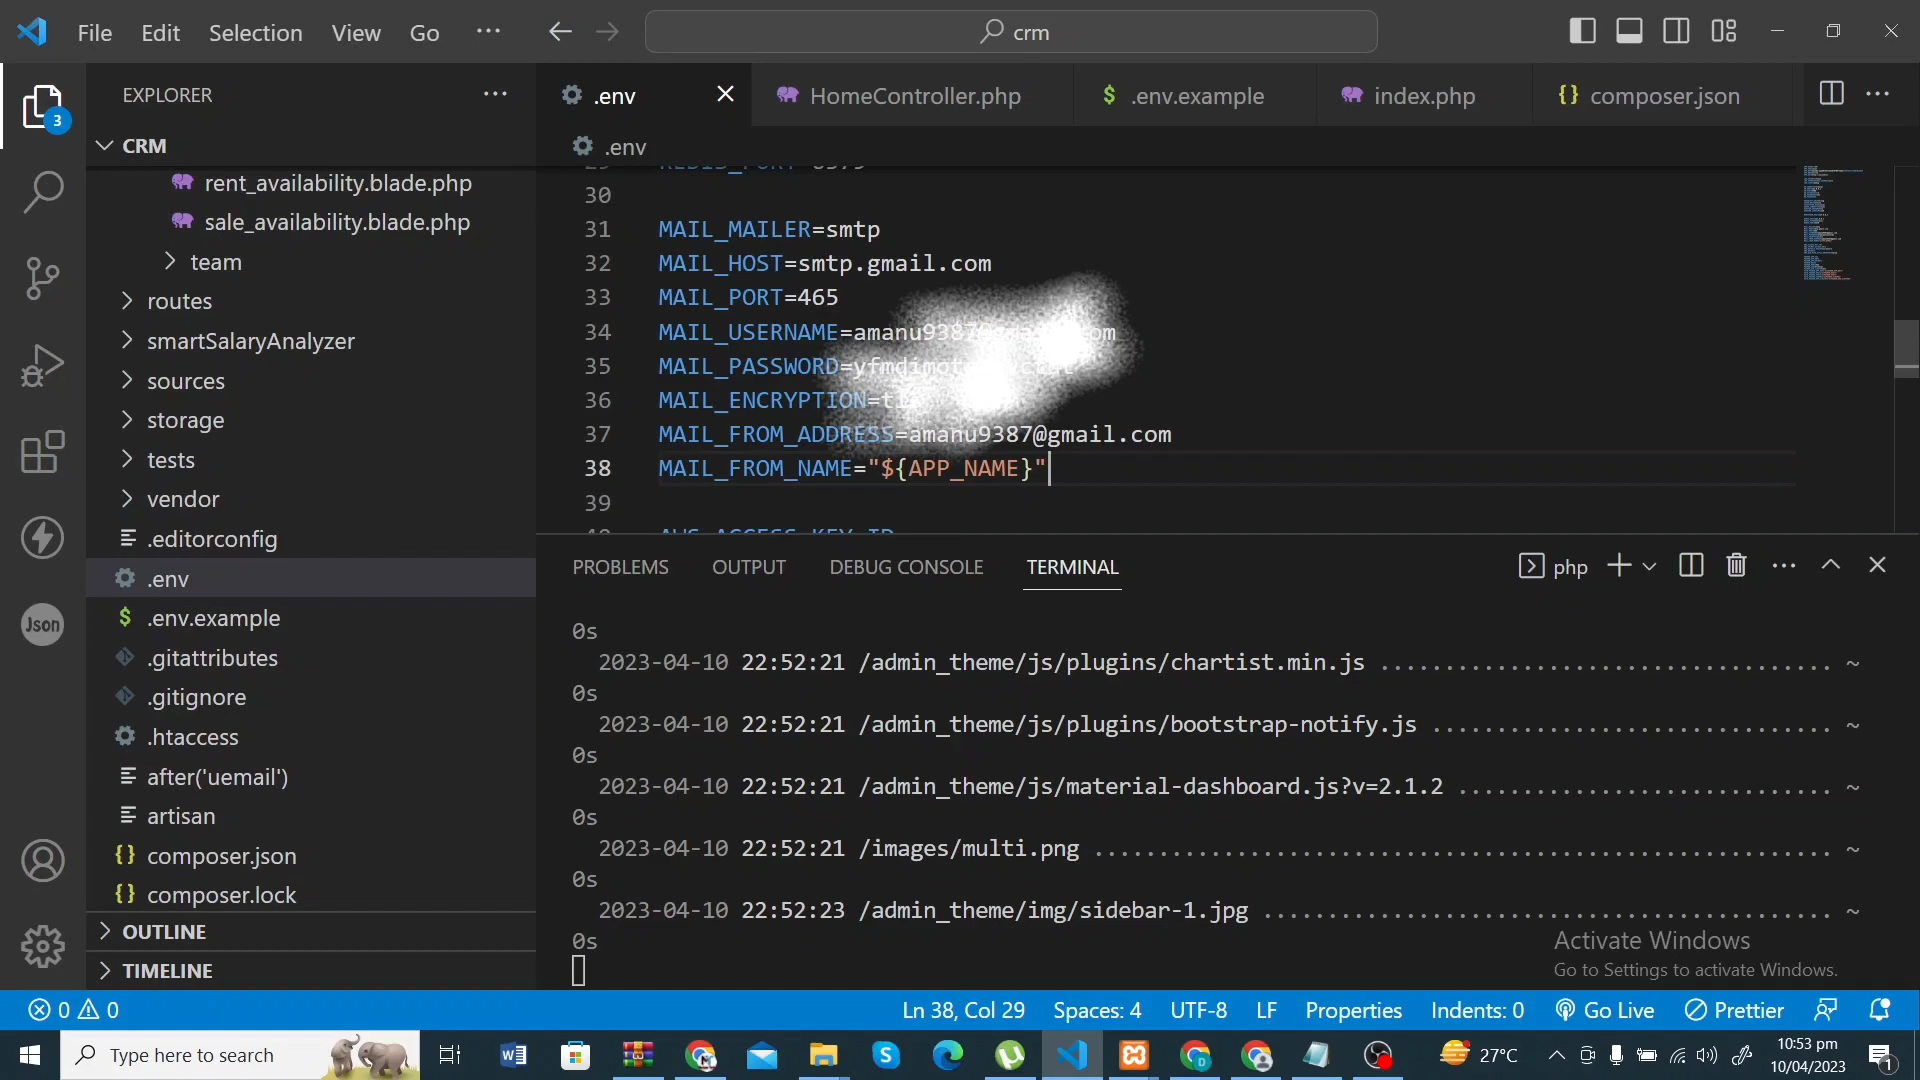 File Edit Selection View Go ··· crm
EXPLORER ···
3
CRM
rent_availability.blade.php
sale_availability.blade.php
team
routes
smartSalaryAnalyzer
sources
storage
tests
vendor
.editorconfig
.env
.env.example
.gitattributes
.gitignore
.htaccess
after('uemail')
artisan
composer.json
composer.lock
OUTLINE
TIMELINE
Json
.env HomeController.php $ .env.example index.php {} composer.json
.env
30
31 MAIL_MAILER=smtp
32 MAIL_HOST=smtp.gmail.com
33 MAIL_PORT=465
34 MAIL_USERNAME=
35 MAIL_PASSWORD=
36 MAIL_ENCRYPTION=
37 MAIL_FROM_ADDRESS=amanu9387@gmail.com
38 MAIL_FROM_NAME="${APP_NAME}"
39
PROBLEMS OUTPUT DEBUG CONSOLE TERMINAL php
0s
2023-04-10 22:52:21 /admin_theme/js/plugins/chartist.min.js ................................... ~
0s
2023-04-10 22:52:21 /admin_theme/js/plugins/bootstrap-notify.js ............................... ~
0s
2023-04-10 22:52:21 /admin_theme/js/material-dashboard.js?v=2.1.2 ............................. ~
0s
2023-04-10 22:52:21 /images/multi.png ......................................................... ~
0s
2023-04-10 22:52:23 /admin_theme/img/sidebar-1.jpg ............................................ ~
0s
Activate Windows
Go to Settings to activate Windows.
0 0 Ln 38, Col 29 Spaces: 4 UTF-8 LF Properties Indents: 0 Go Live Prettier
Type here to search 27°C 10:53 pm
10/04/2023 1